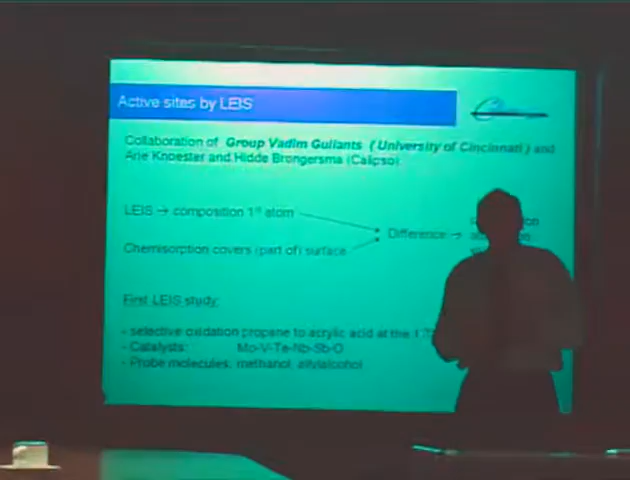 Active sites by LEIS
Collaboration of Group Vadim Guliants (University of Cincinnati) and
Arie Knoester and Hidde Brongersma (Calipso):
LEIS → composition 1st atom
Difference →
Chemisorption covers (part of) surface
First LEIS study:
- selective oxidation propane to acrylic acid at the 1
- Catalysts: Mo-V-Te-Nb-Sb-O
- Probe molecules: methanol, allylalcohol